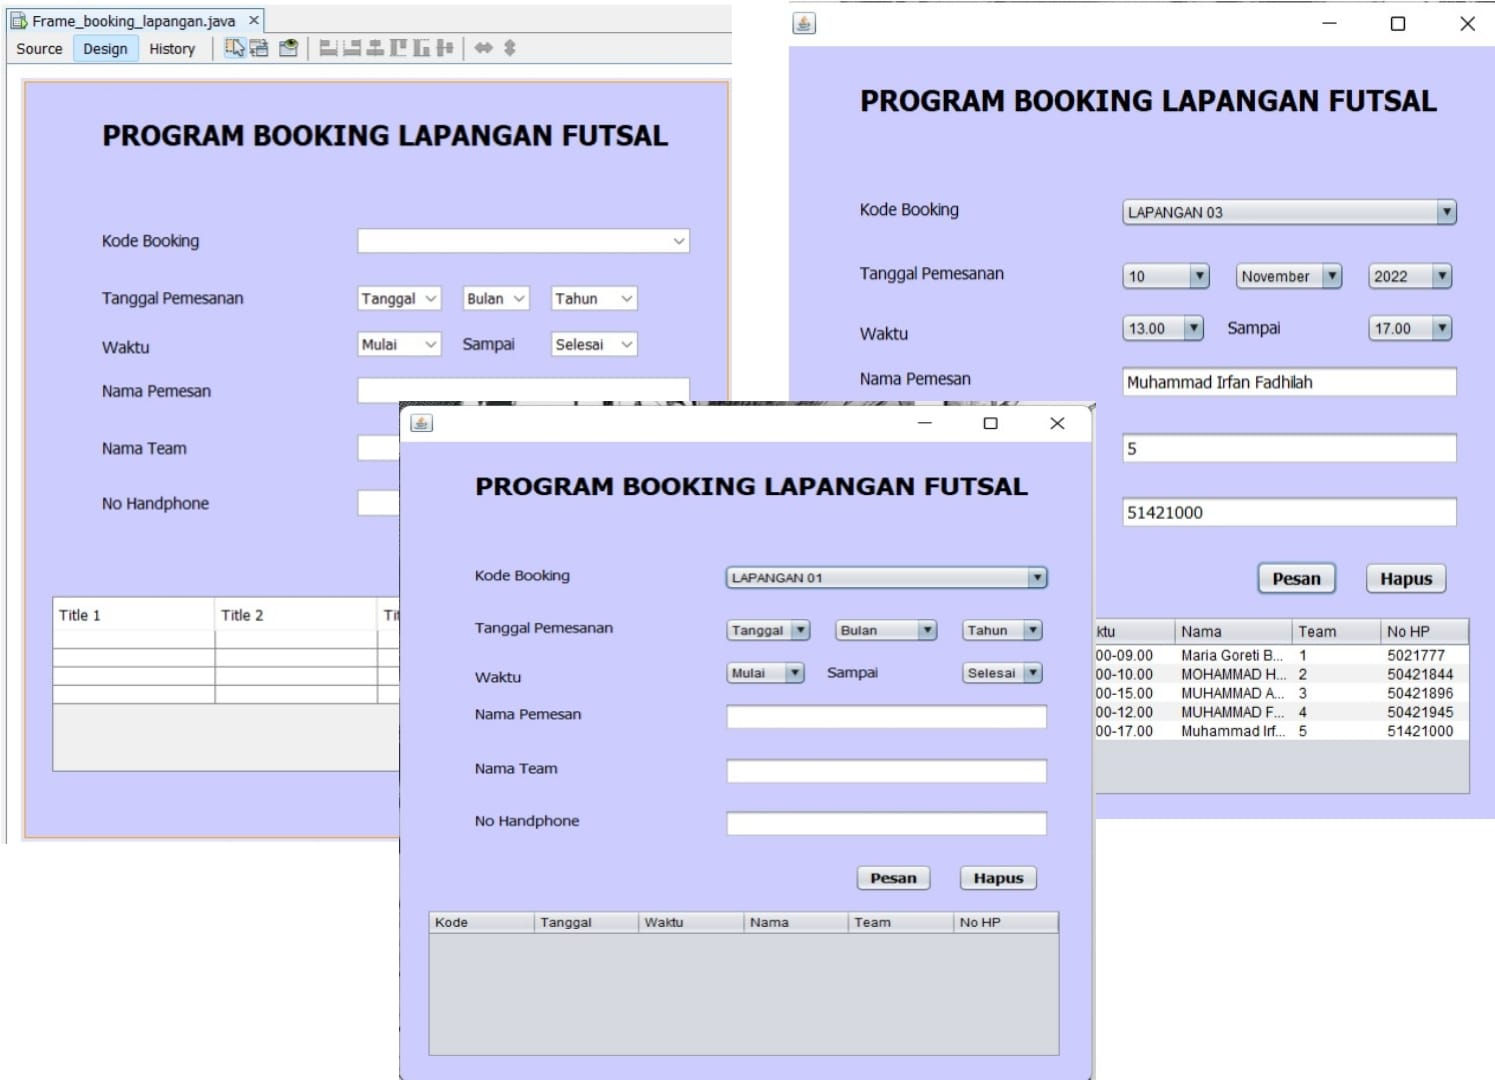 Frame_booking_lapangan.java
Source Design History
PROGRAM BOOKING LAPANGAN FUTSAL
Kode Booking
Tanggal Pemesanan Tanggal Bulan Tahun
Waktu Mulai Sampai Selesai
Nama Pemesan
Nama Team
No Handphone
Title 1 Title 2
PROGRAM BOOKING LAPANGAN FUTSAL
Kode Booking LAPANGAN 03
Tanggal Pemesanan 10 November 2022
Waktu 13.00 Sampai 17.00
Nama Pemesan Muhammad Irfan Fadhilah
5
51421000
Pesan Hapus
ktu Nama Team No HP
00-09.00 Maria Goreti B... 1 5021777
00-10.00 MOHAMMAD H... 2 50421844
00-15.00 MUHAMMAD A... 3 50421896
00-12.00 MUHAMMAD F... 4 50421945
00-17.00 Muhammad Irf... 5 51421000
PROGRAM BOOKING LAPANGAN FUTSAL
Kode Booking LAPANGAN 01
Tanggal Pemesanan Tanggal Bulan Tahun
Waktu Mulai Sampai Selesai
Nama Pemesan
Nama Team
No Handphone
Pesan Hapus
Kode Tanggal Waktu Nama Team No HP